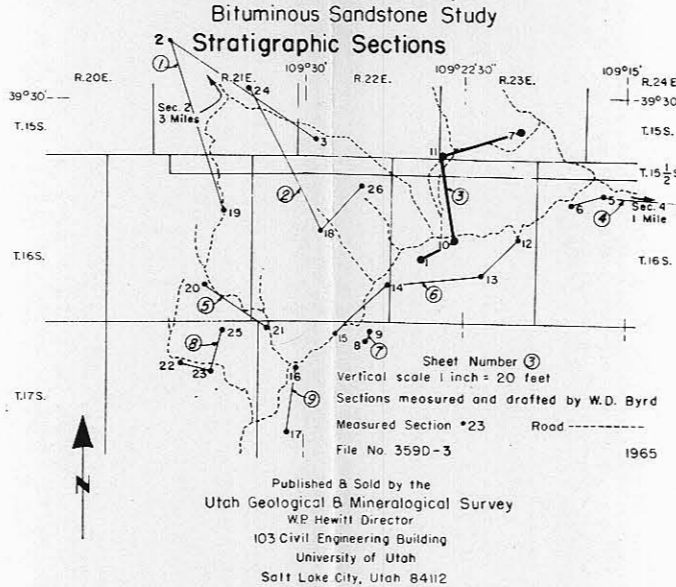 Bituminous Sandstone Study
Stratigraphic Sections
2
1
R.20E.
R.21E.
109°30'
R.22E.
109°22'30"
R.23E.
109°15'
R.24E
39°30'
39°30'
Sec. 2
3 Miles
24
T.15S.
3
7
T.15S.
11
T.15½S
26
2
3
19
18
6
5
4
Sec. 4
1 Mile
T.16S.
10
1
12
T.16S.
20
5
14
6
13
21
15
25
8
9
8
7
22
23
16
Sheet Number 3
Vertical scale 1 inch = 20 feet
T.17S.
9
Sections measured and drafted by W.D. Byrd
17
Measured Section •23 Road
File No. 359D-3 1965
N
Published & Sold by the
Utah Geological & Mineralogical Survey
W.P. Hewitt Director
103 Civil Engineering Building
University of Utah
Salt Lake City, Utah 84112